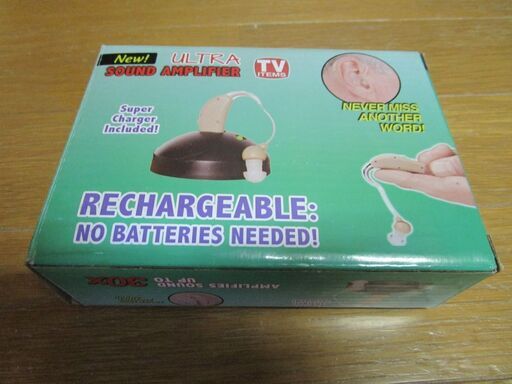 New!
ULTRA
SOUND AMPLIFIER
TV
ITEMS
Super
Charger
Included!
NEVER MISS
ANOTHER
WORD!
RECHARGEABLE:
NO BATTERIES NEEDED!
AMPLIFIES SOUND
UP TO 30X